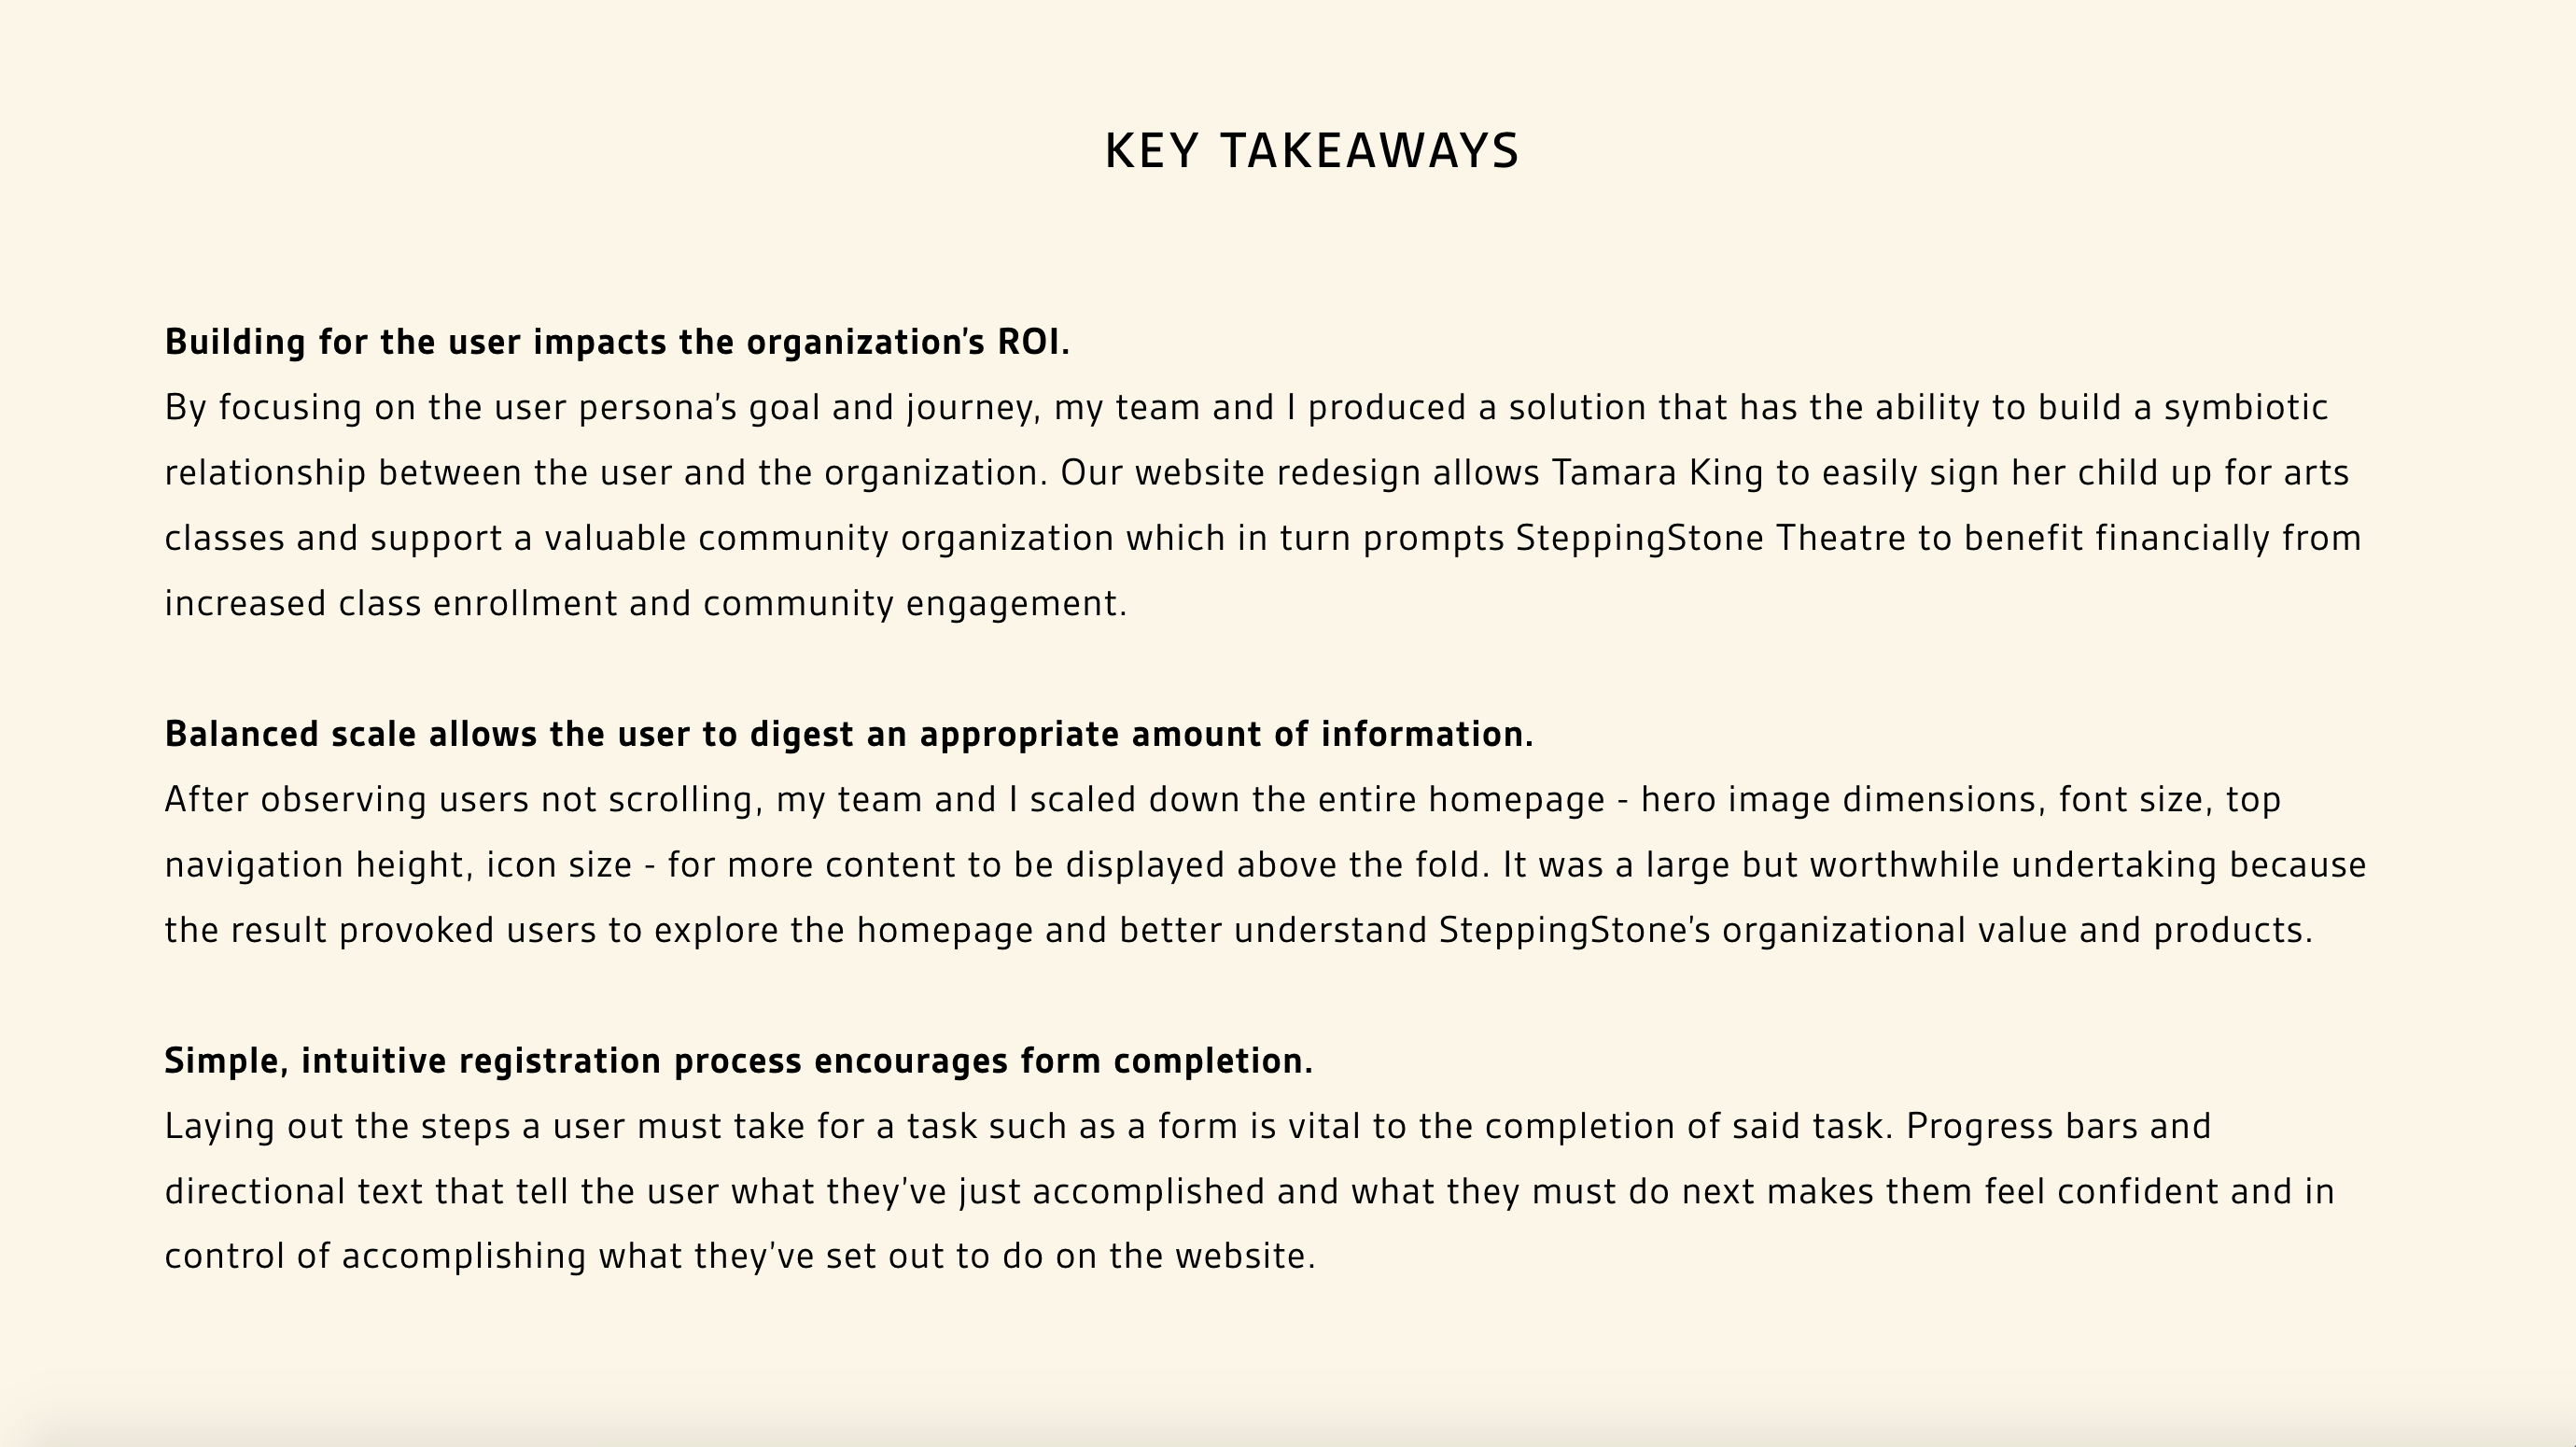 KEY TAKEAWAYS
Building for the user impacts the organization’s ROI.
By focusing on the user persona’s goal and journey, my team and I produced a solution that has the ability to build a symbiotic
relationship between the user and the organization. Our website redesign allows Tamara King to easily sign her child up for arts
classes and support a valuable community organization which in turn prompts SteppingStone Theatre to benefit financially from
increased class enrollment and community engagement.
Balanced scale allows the user to digest an appropriate amount of information.
After observing users not scrolling, my team and I scaled down the entire homepage - hero image dimensions, font size, top
navigation height, icon size - for more content to be displayed above the fold. It was a large but worthwhile undertaking because
the result provoked users to explore the homepage and better understand SteppingStone’s organizational value and products.
Simple, intuitive registration process encourages form completion.
Laying out the steps a user must take for a task such as a form is vital to the completion of said task. Progress bars and
directional text that tell the user what they’ve just accomplished and what they must do next makes them feel confident and in
control of accomplishing what they’ve set out to do on the website.